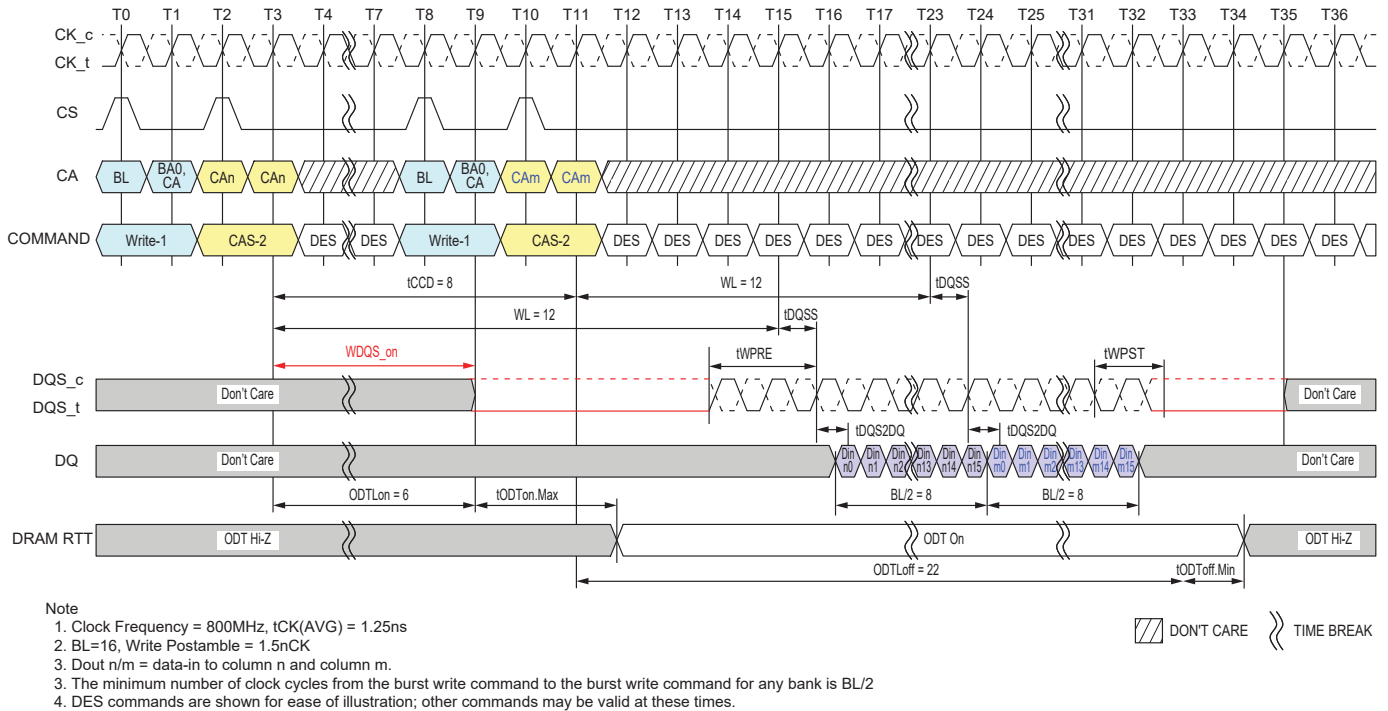 T0 T1 T2 T3 T4 T7 T8 T9 T10 T11 T12 T13 T14 T15 T16 T17 T23 T24 T25 T31 T32 T33 T34 T35 T36
CK_c
CK_t
CS
CA BL BA0, CA CAn CAn BL BA0, CA CAm CAm
COMMAND Write-1 CAS-2 DES DES Write-1 CAS-2 DES DES DES DES DES DES DES DES DES DES DES DES DES DES DES
tCCD = 8 WL = 12 tDQSS
WL = 12 tDQSS
WDQS_on tWPRE tWPST
DQS_c
DQS_t
Don't Care Don't Care
tDQS2DQ tDQS2DQ
DQ Don't Care Din n0 Din n1 Din n2 Din n13 Din n14 Din n15 Din m0 Din m1 Din m2 Din m13 Din m14 Din m15 Don't Care
ODTLon = 6 tODTon.Max BL/2 = 8 BL/2 = 8
DRAM RTT ODT Hi-Z ODT On ODT Hi-Z
ODTLoff = 22 tODToff.Min
Note
1. Clock Frequency = 800MHz, tCK(AVG) = 1.25ns
2. BL=16, Write Postamble = 1.5nCK
3. Dout n/m = data-in to column n and column m.
3. The minimum number of clock cycles from the burst write command to the burst write command for any bank is BL/2
4. DES commands are shown for ease of illustration; other commands may be valid at these times.
DON'T CARE TIME BREAK